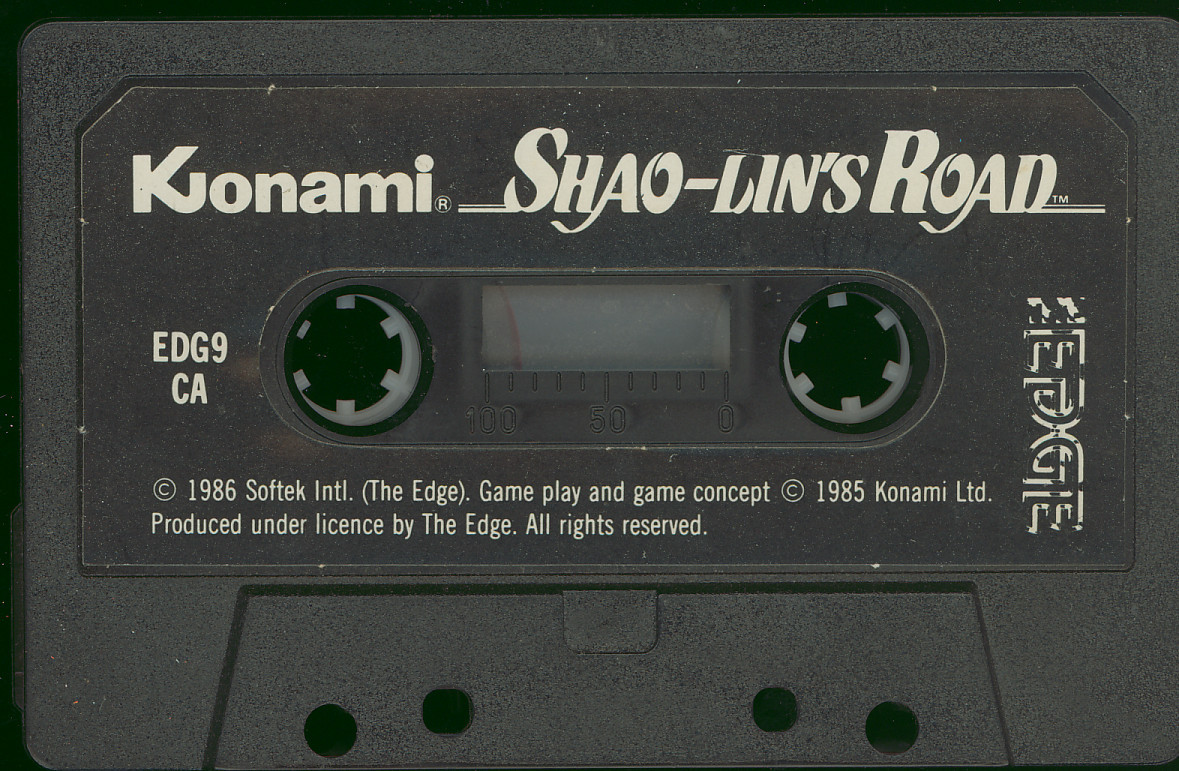 Konami® SHAO-LIN'S ROAD™
EDG9
CA
100 50 0
EDGE
© 1986 Softek Intl. (The Edge). Game play and game concept © 1985 Konami Ltd.
Produced under licence by The Edge. All rights reserved.